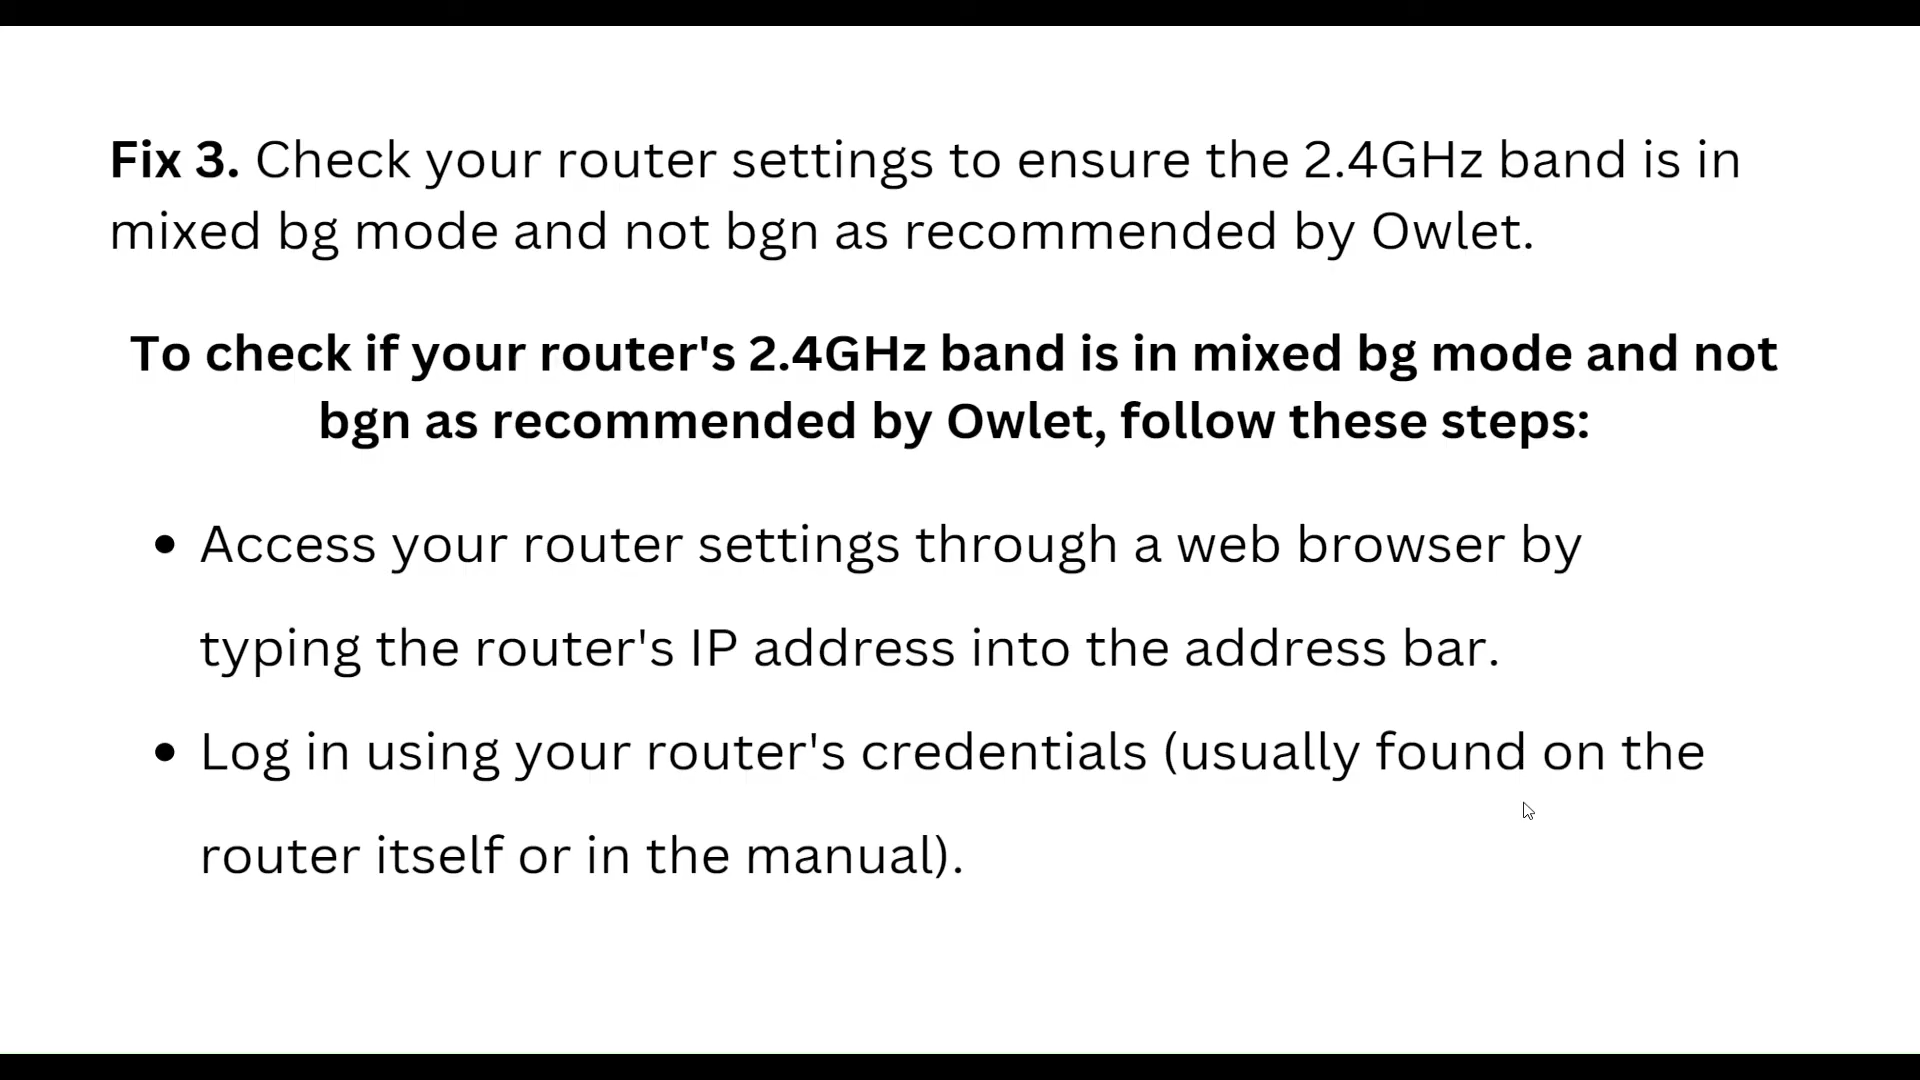 Fix 3. Check your router settings to ensure the 2.4GHz band is in
mixed bg mode and not bgn as recommended by Owlet.
To check if your router's 2.4GHz band is in mixed bg mode and not
bgn as recommended by Owlet, follow these steps:
• Access your router settings through a web browser by
typing the router's IP address into the address bar.
• Log in using your router's credentials (usually found on the
router itself or in the manual).